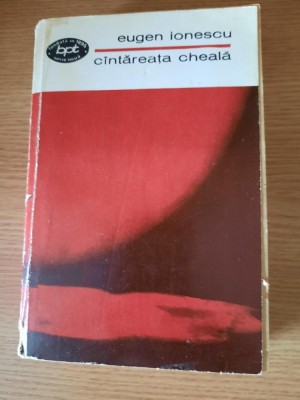 eugen ionescu
cîntăreața cheală
bpt